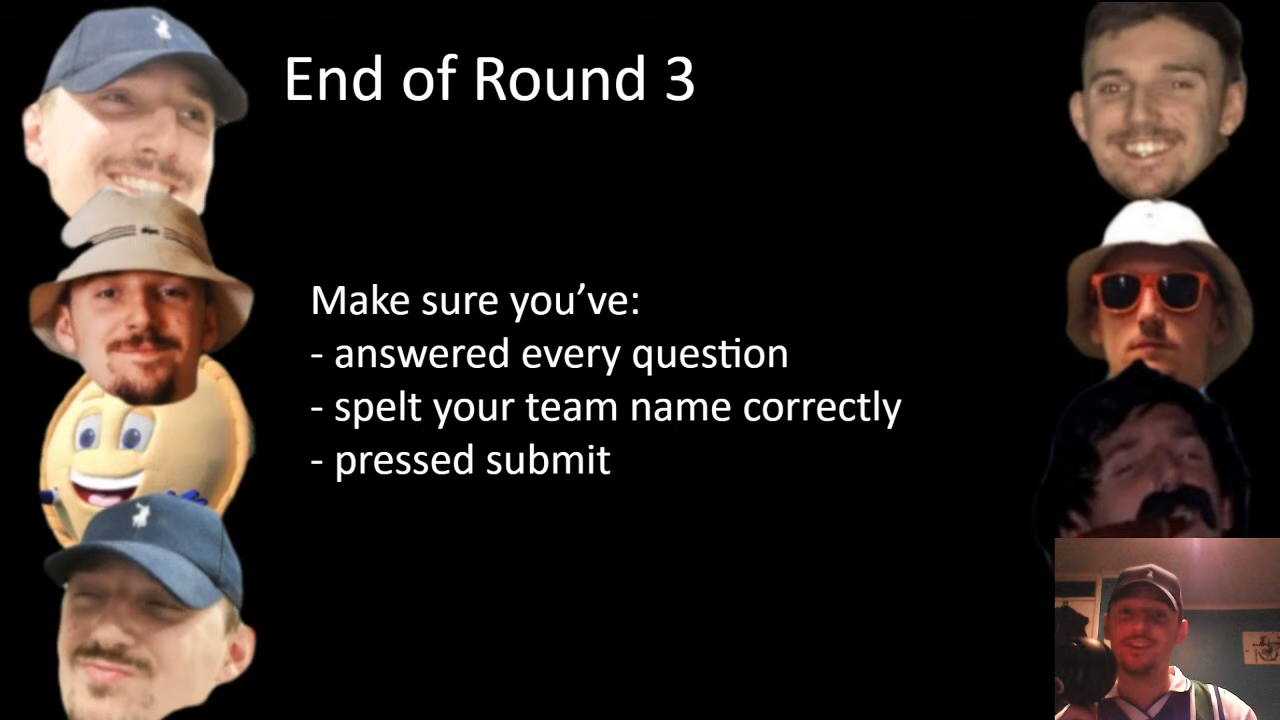 End of Round 3
Make sure you've:
- answered every question
- spelt your team name correctly
- pressed submit